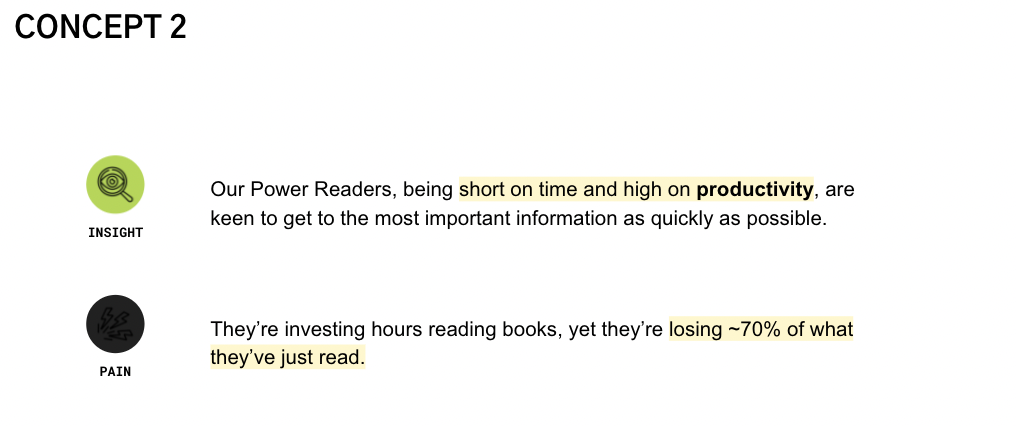 CONCEPT 2
Our Power Readers, being short on time and high on productivity, are
keen to get to the most important information as quickly as possible.
INSIGHT
They’re investing hours reading books, yet they’re losing ~70% of what
they’ve just read.
PAIN